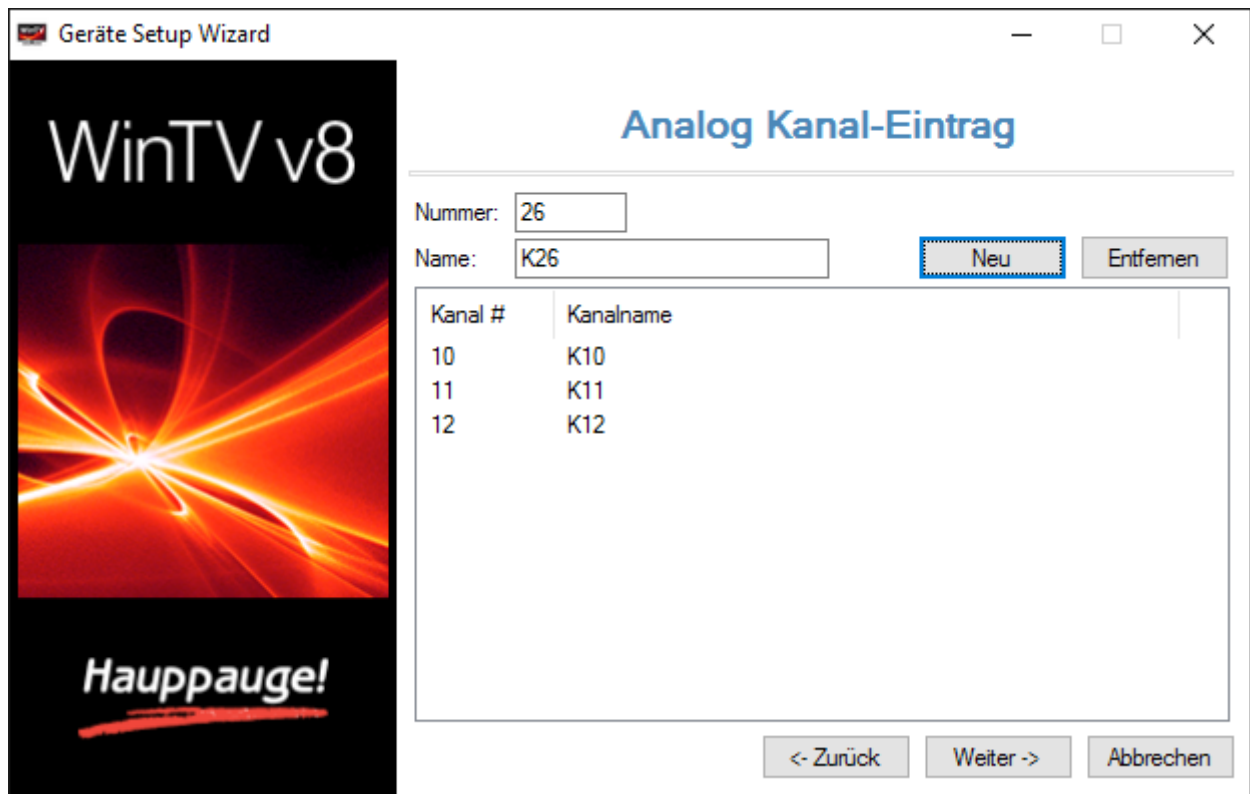 Geräte Setup Wizard
WinTV v8
Hauppauge!
Analog Kanal-Eintrag
Nummer: 26
Name: K26 Neu Entfernen
Kanal # Kanalname
10 K10
11 K11
12 K12
<- Zurück Weiter -> Abbrechen